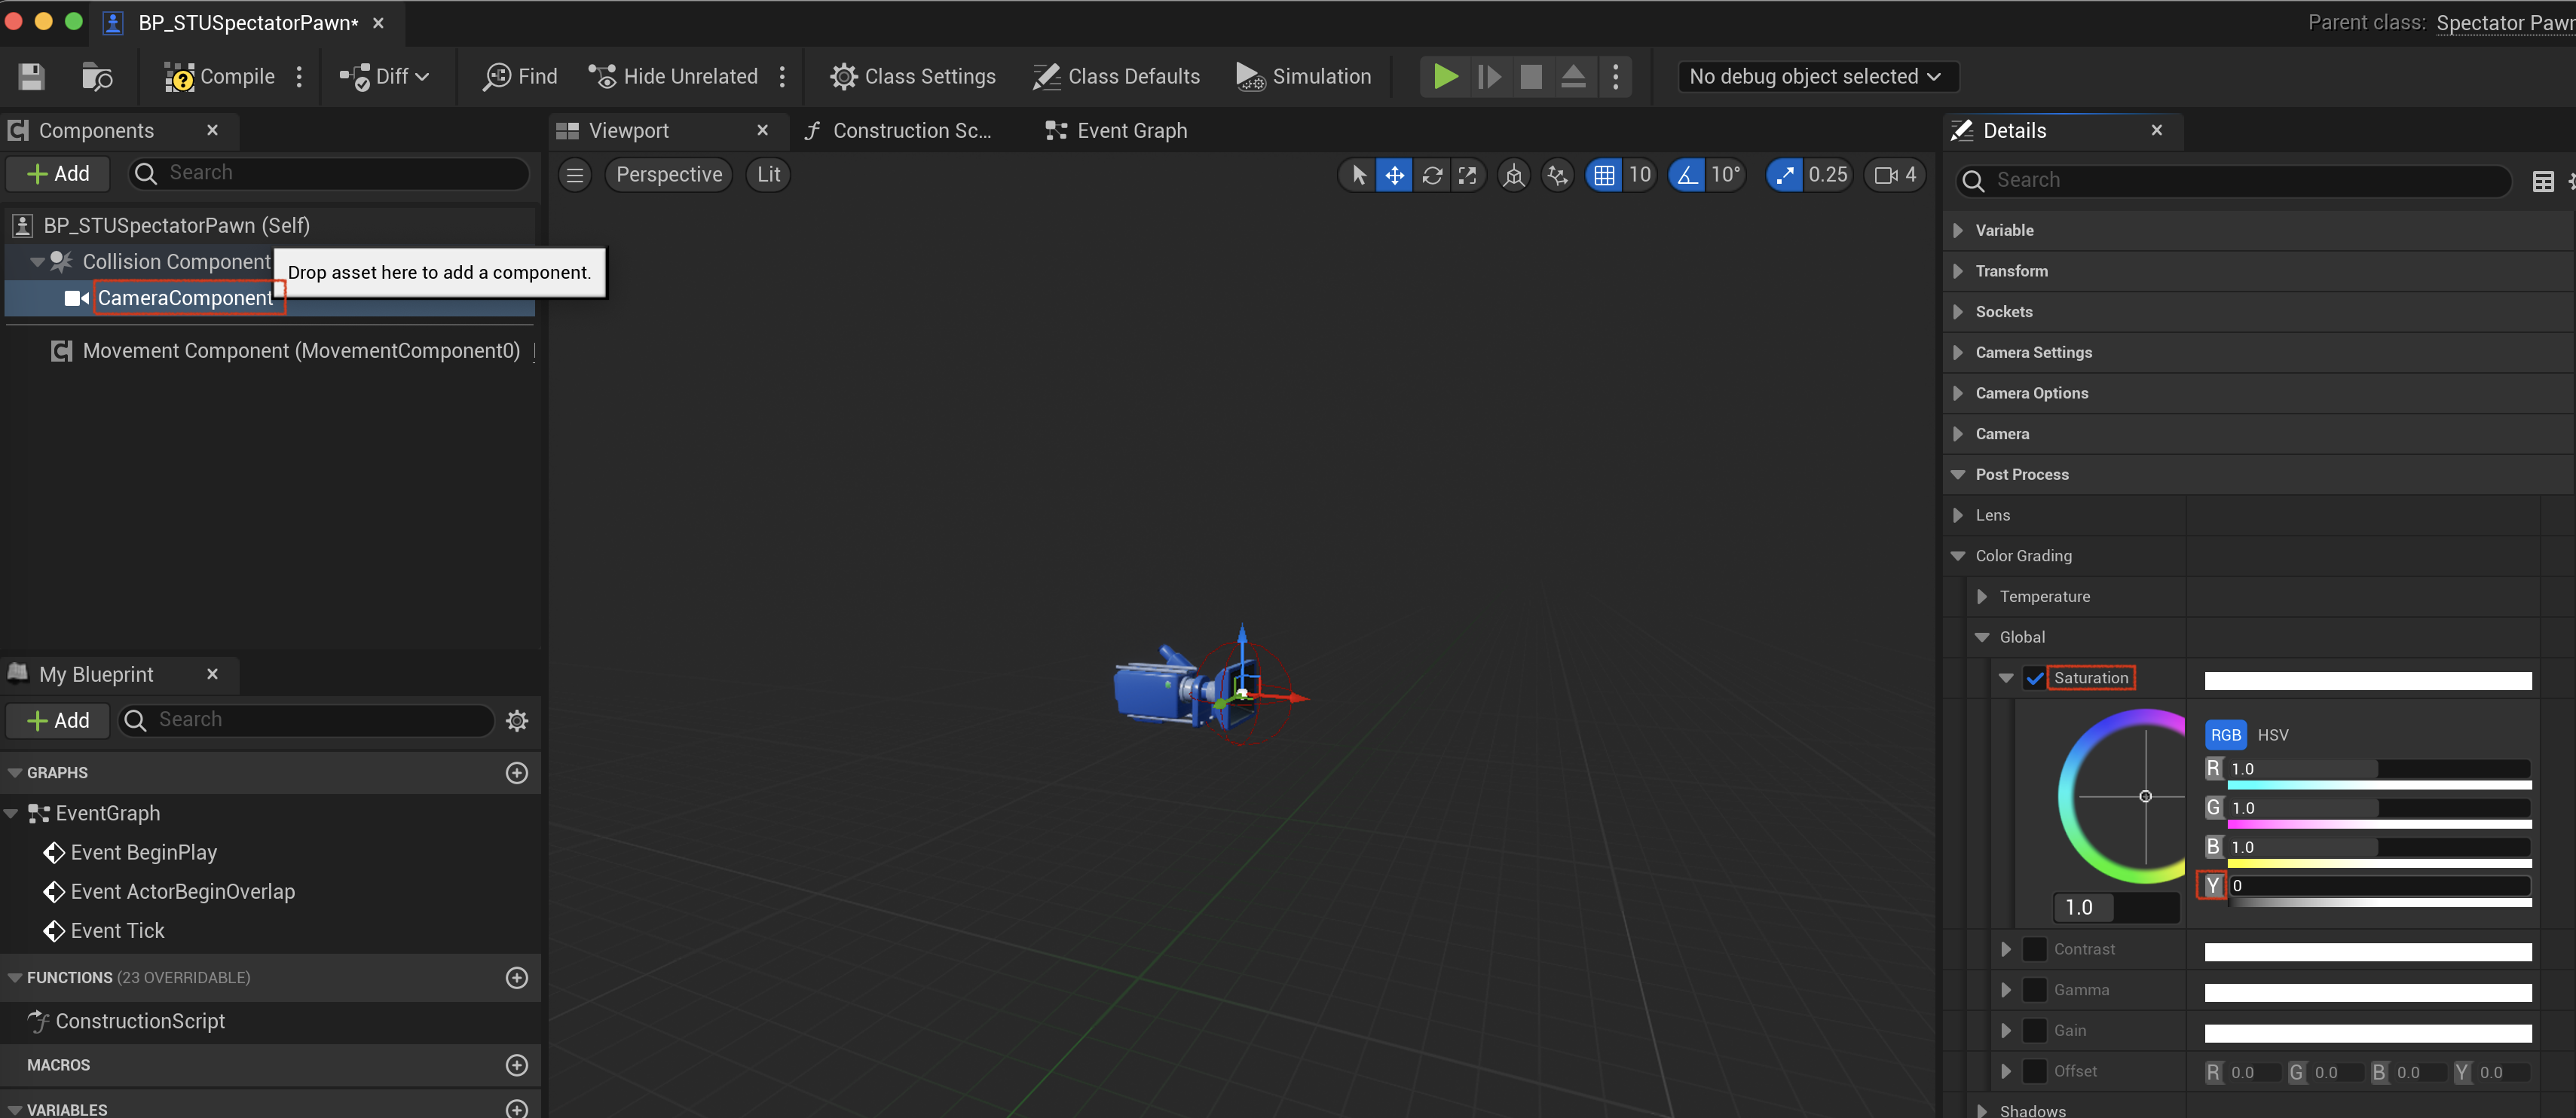 BP_STUSpectatorPawn*
Parent class: Spectator Pawn
Compile
Diff
Find
Hide Unrelated
Class Settings
Class Defaults
Simulation
No debug object selected
Components
Add
Search
BP_STUSpectatorPawn (Self)
Collision Component
Drop asset here to add a component.
CameraComponent
Movement Component (MovementComponent0)
My Blueprint
Add
Search
GRAPHS
EventGraph
Event BeginPlay
Event ActorBeginOverlap
Event Tick
FUNCTIONS (23 OVERRIDABLE)
ConstructionScript
MACROS
VARIABLES
Viewport
Construction Sc...
Event Graph
Perspective
Lit
10
10°
0.25
4
Details
Search
Variable
Transform
Sockets
Camera Settings
Camera Options
Camera
Post Process
Lens
Color Grading
Temperature
Global
Saturation
RGB HSV
R 1.0
G 1.0
B 1.0
Y 0
1.0
Contrast
Gamma
Gain
Offset R 0.0 G 0.0 B 0.0 Y 0.0
Shadows